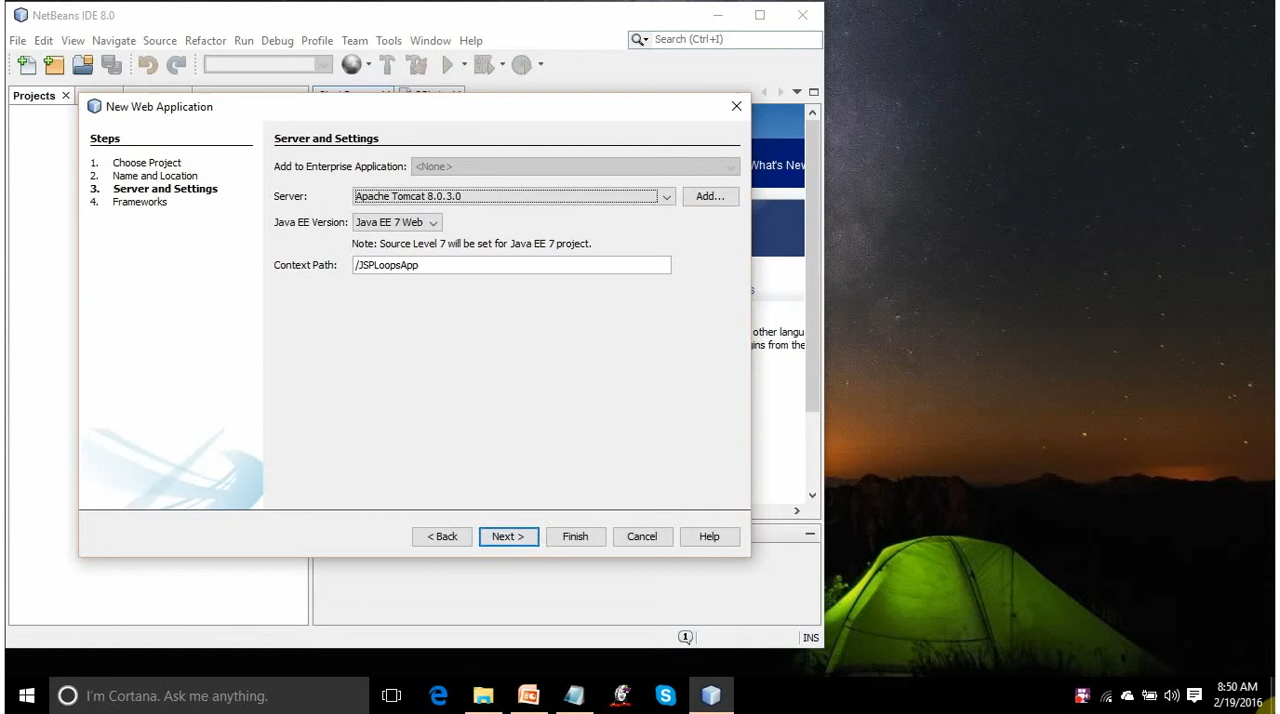 NetBeans IDE 8.0
File Edit View Navigate Source Refactor Run Debug Profile Team Tools Window Help
Search (Ctrl+I)
Projects
New Web Application
Steps
1. Choose Project
2. Name and Location
3. Server and Settings
4. Frameworks
Server and Settings
Add to Enterprise Application: <None>
Server: Apache Tomcat 8.0.3.0 Add...
Java EE Version: Java EE 7 Web
Note: Source Level 7 will be set for Java EE 7 project.
Context Path: /JSPLoopsApp
What's New
other langu
ins from the
< Back Next > Finish Cancel Help
1
INS
I'm Cortana. Ask me anything.
8:50 AM
2/19/2016